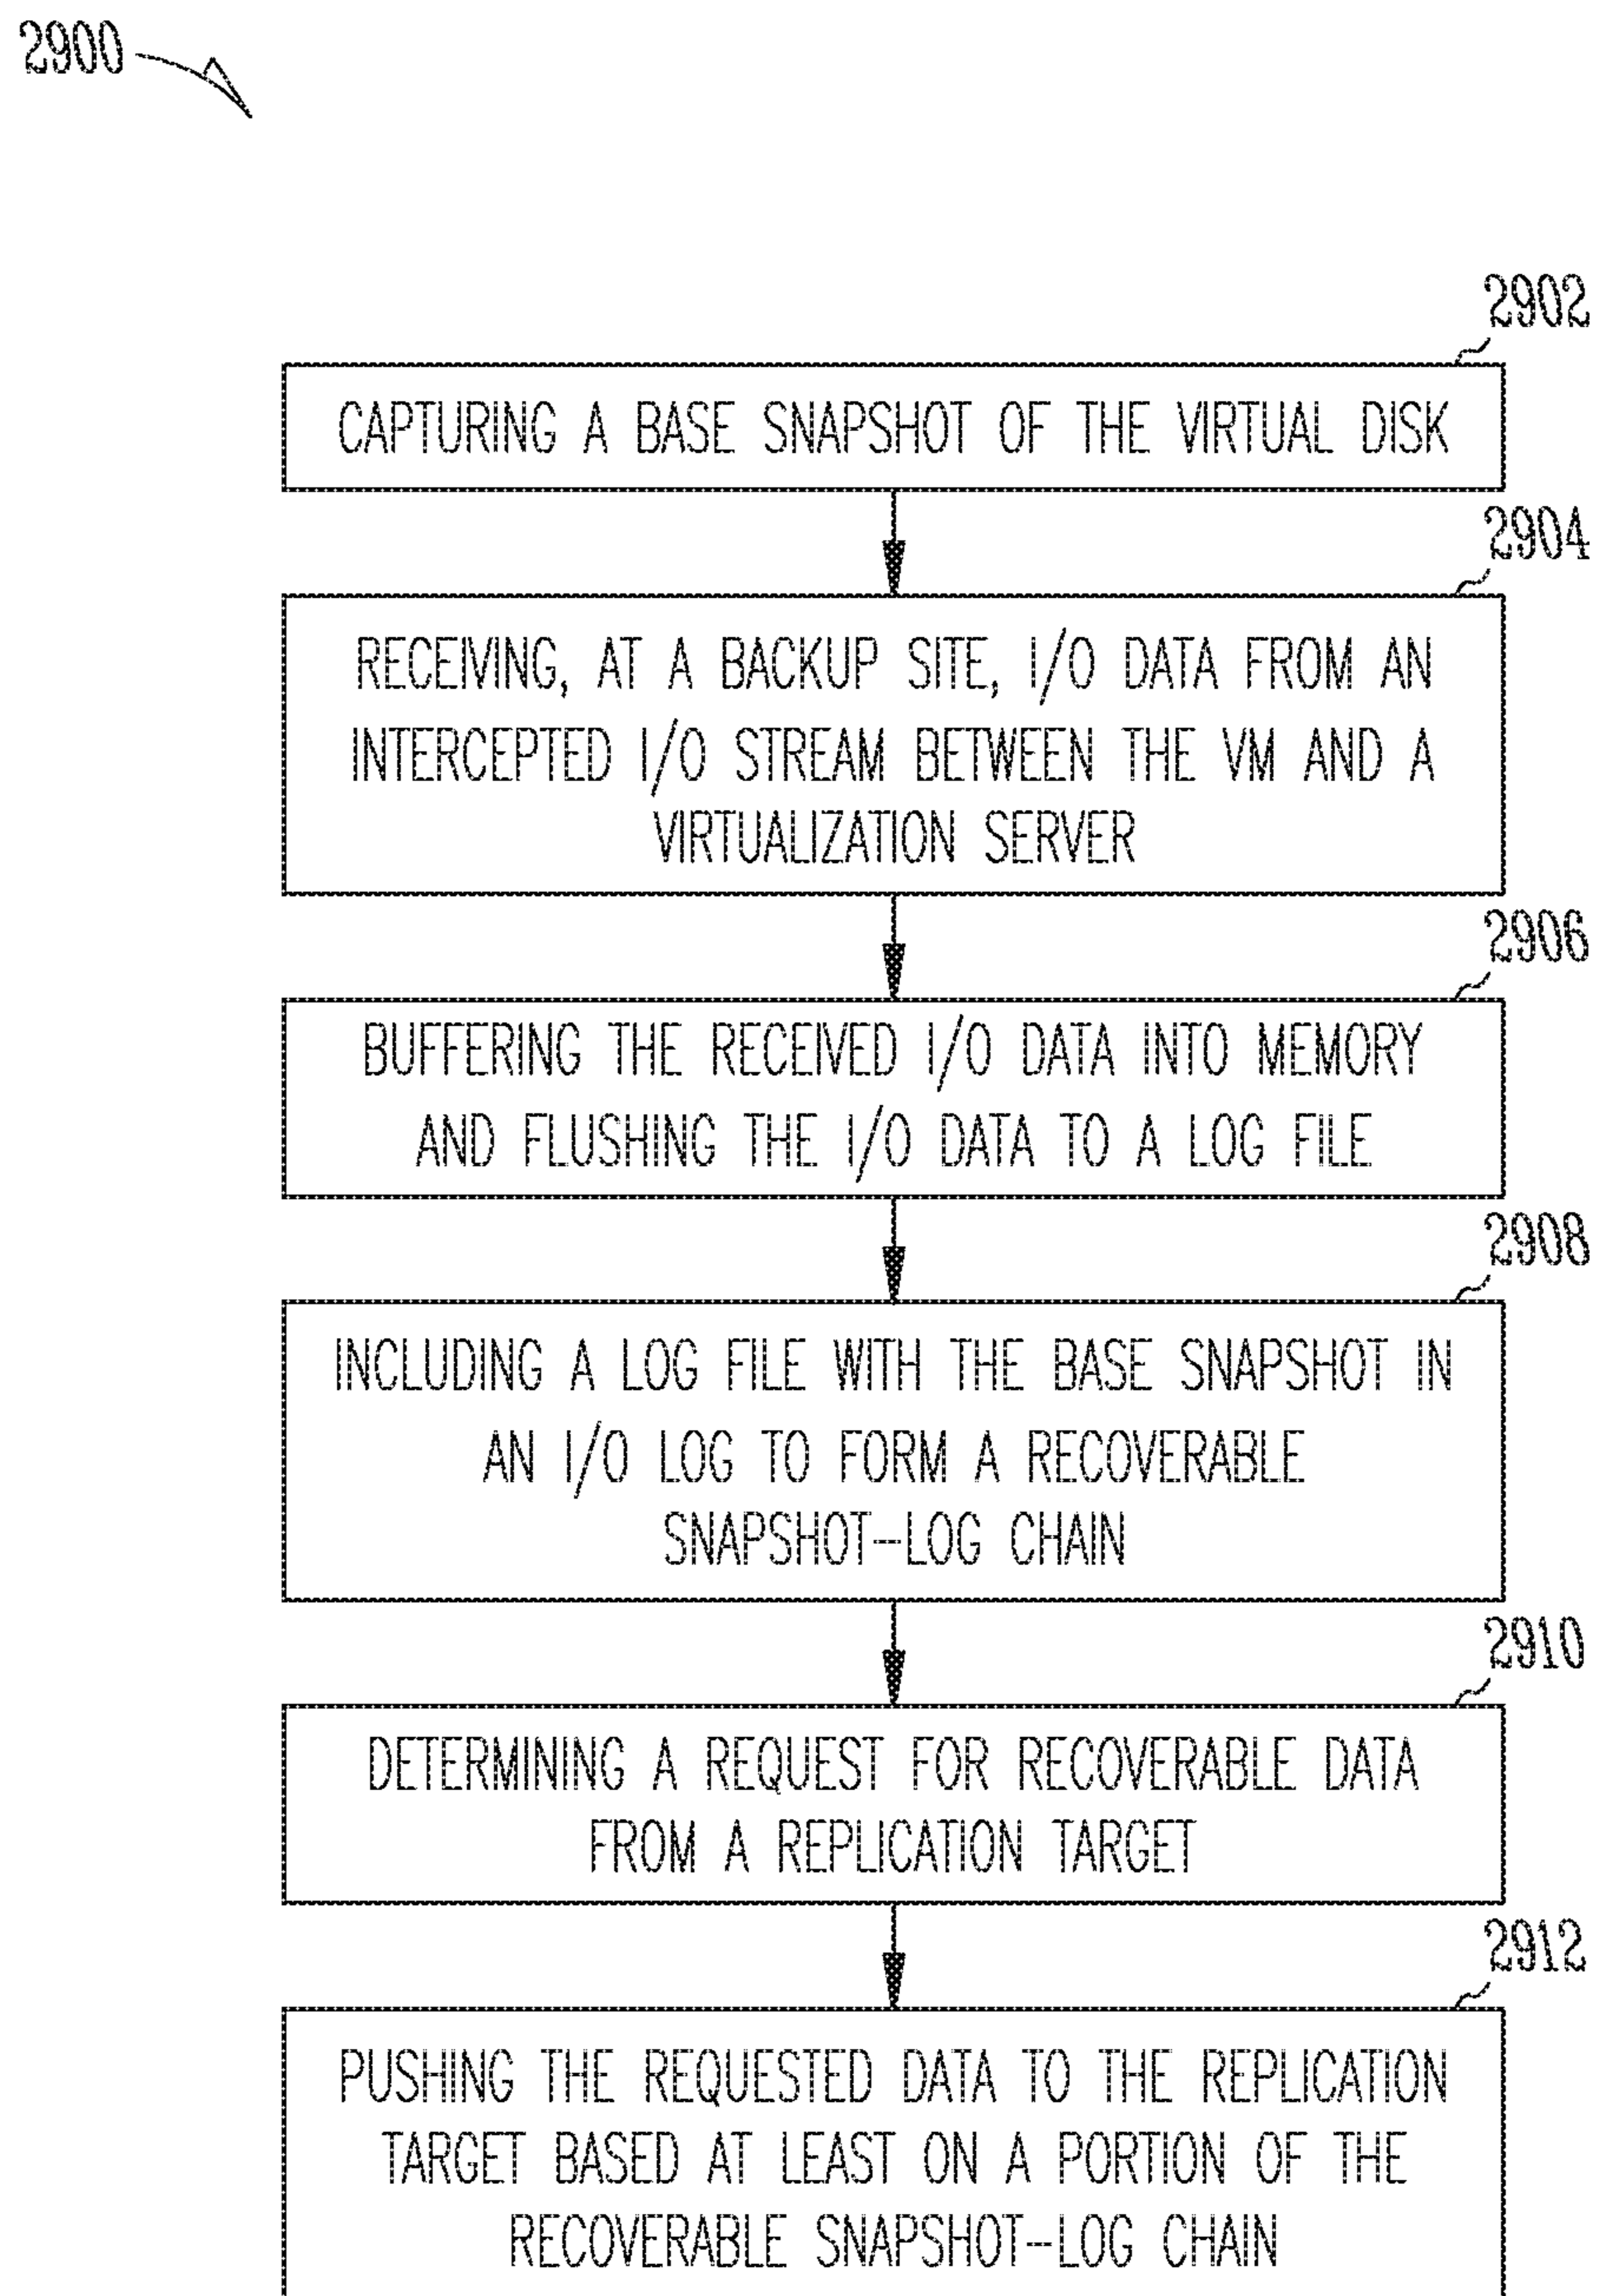 2900
2902
CAPTURING A BASE SNAPSHOT OF THE VIRTUAL DISK
2904
RECEIVING, AT A BACKUP SITE, I/O DATA FROM AN
INTERCEPTED I/O STREAM BETWEEN THE VM AND A
VIRTUALIZATION SERVER
2906
BUFFERING THE RECEIVED I/O DATA INTO MEMORY
AND FLUSHING THE I/O DATA TO A LOG FILE
2908
INCLUDING A LOG FILE WITH THE BASE SNAPSHOT IN
AN I/O LOG TO FORM A RECOVERABLE
SNAPSHOT-LOG CHAIN
2910
DETERMINING A REQUEST FOR RECOVERABLE DATA
FROM A REPLICATION TARGET
2912
PUSHING THE REQUESTED DATA TO THE REPLICATION
TARGET BASED AT LEAST ON A PORTION OF THE
RECOVERABLE SNAPSHOT-LOG CHAIN